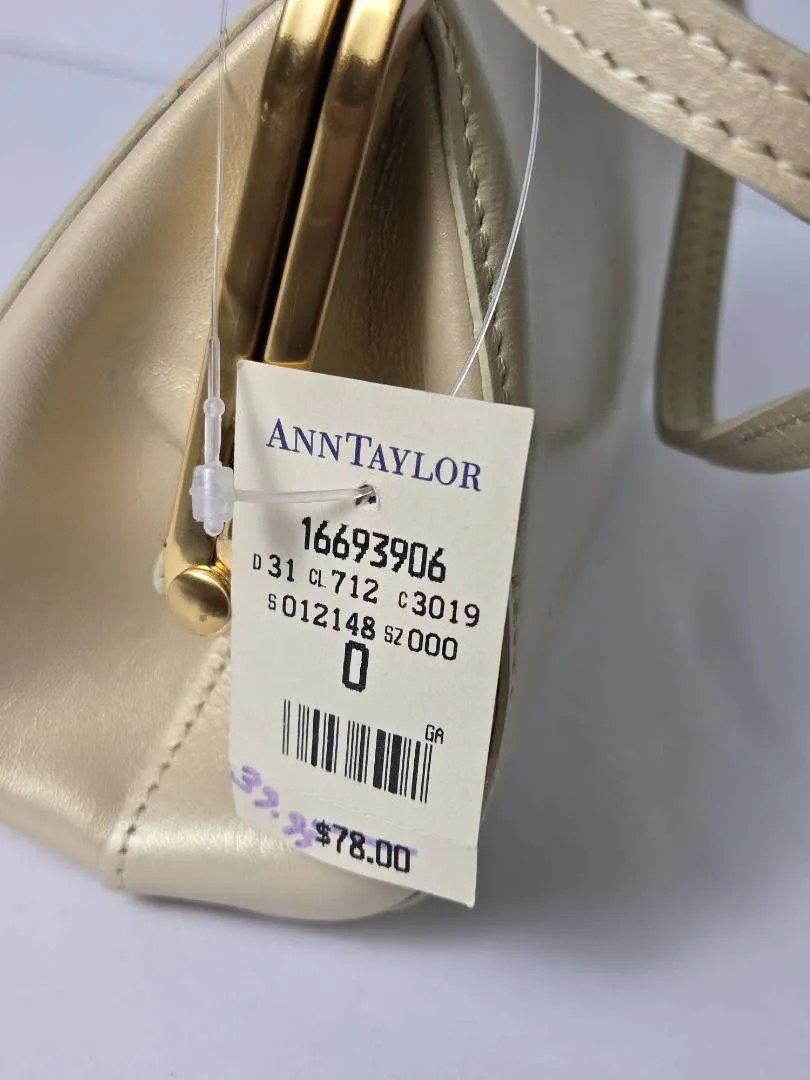 ANNTAYLOR
16693906
D 31 CL 712 C 3019
S 012148 SZ 000
0
GA
$78.00